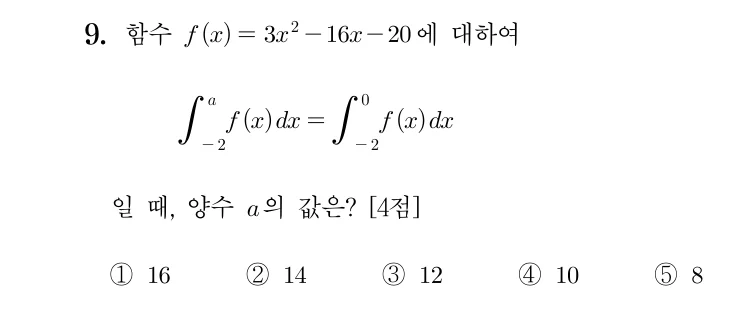 9. 함수 f(x) = 3x² − 16x − 20에 대하여
∫₋₂ᵃ f(x)dx = ∫₋₂⁰ f(x)dx
일 때, 양수 a의 값은? [4점]
① 16 ② 14 ③ 12 ④ 10 ⑤ 8